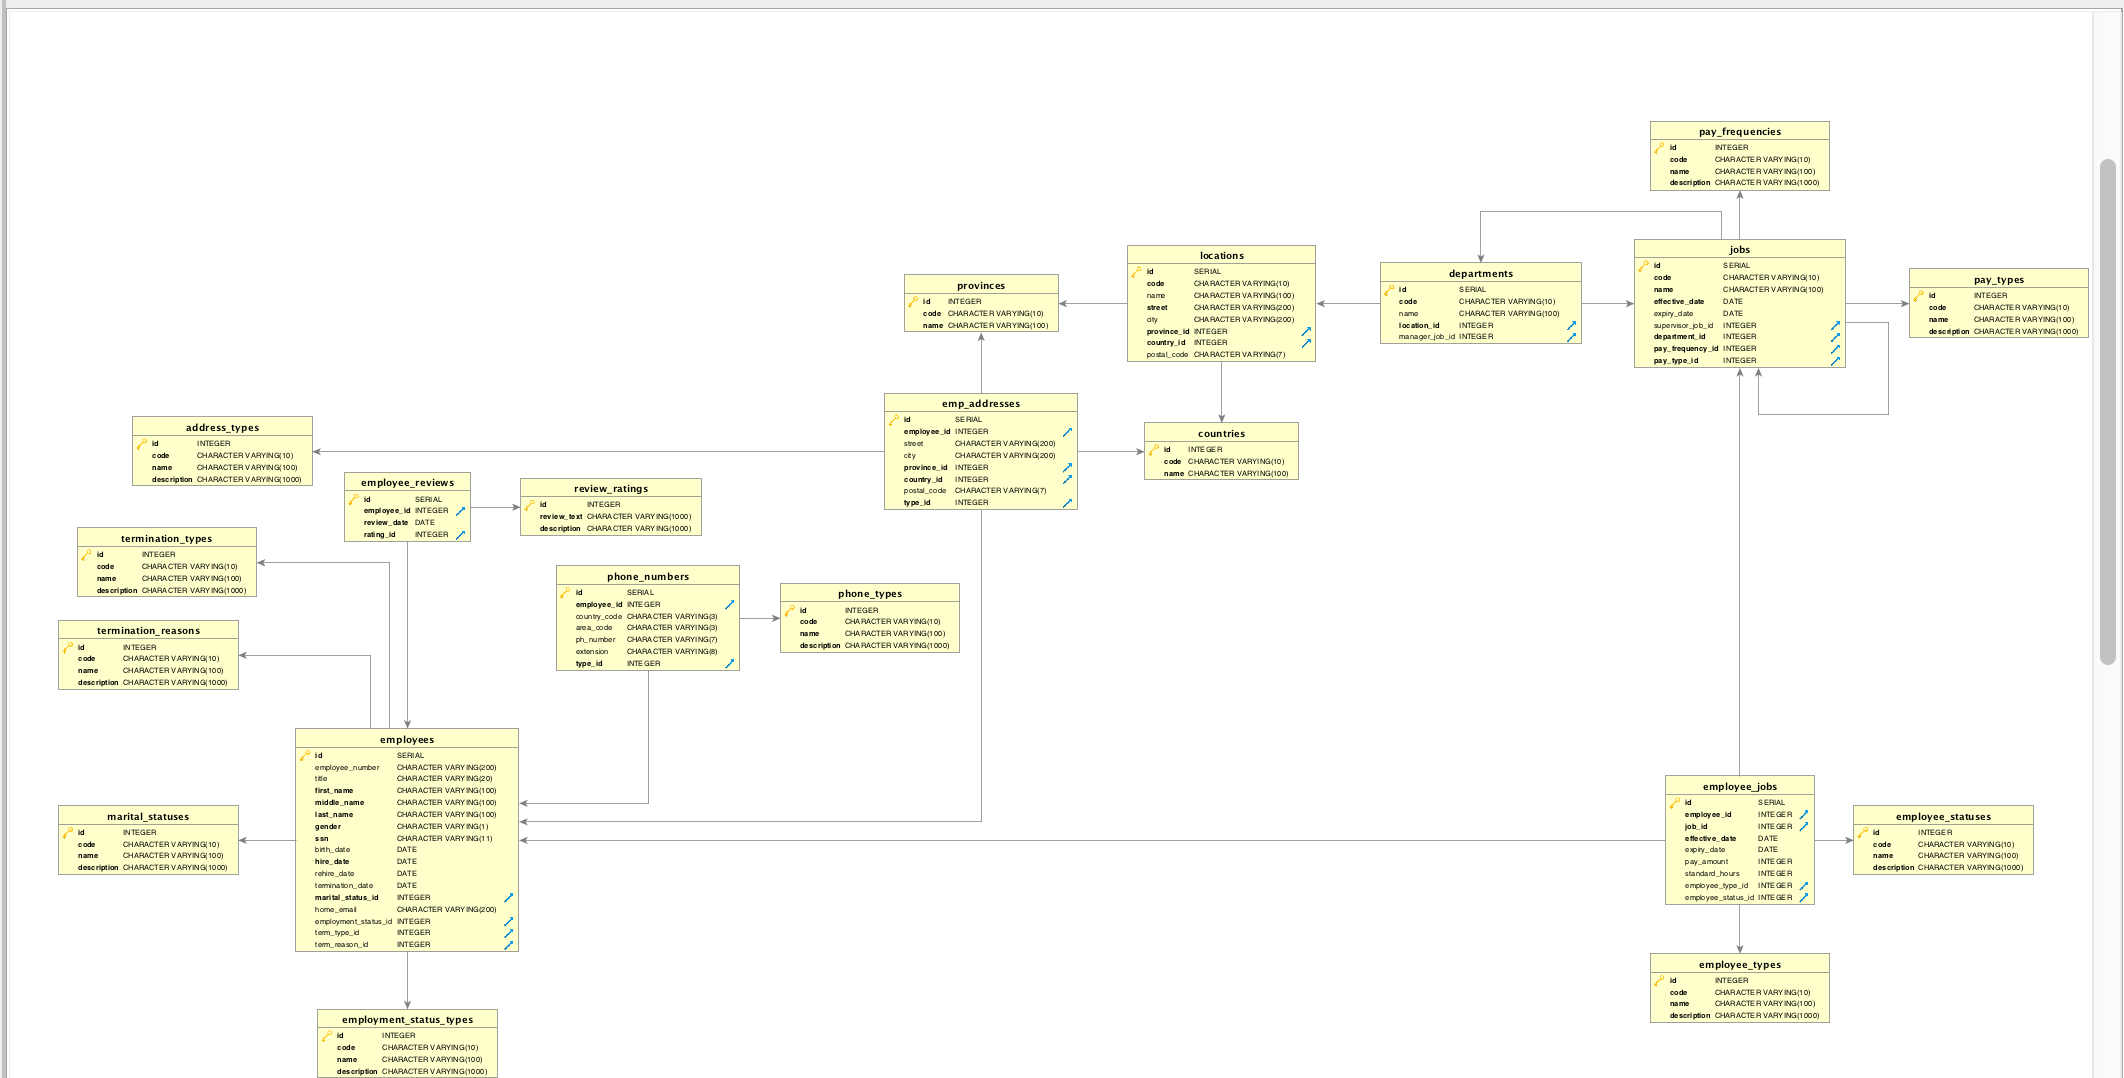 pay_frequencies
id INTEGER
code CHARACTER VARYING(10)
name CHARACTER VARYING(100)
description CHARACTER VARYING(1000)
jobs
id SERIAL
code CHARACTER VARYING(10)
name CHARACTER VARYING(100)
effective_date DATE
expiry_date DATE
supervisor_job_id INTEGER
department_id INTEGER
pay_frequency_id INTEGER
pay_type_id INTEGER
pay_types
id INTEGER
code CHARACTER VARYING(10)
name CHARACTER VARYING(100)
description CHARACTER VARYING(1000)
departments
id SERIAL
code CHARACTER VARYING(10)
name CHARACTER VARYING(100)
location_id INTEGER
manager_job_id INTEGER
locations
id SERIAL
code CHARACTER VARYING(10)
name CHARACTER VARYING(100)
street CHARACTER VARYING(200)
city CHARACTER VARYING(200)
province_id INTEGER
country_id INTEGER
postal_code CHARACTER VARYING(7)
provinces
id INTEGER
code CHARACTER VARYING(10)
name CHARACTER VARYING(100)
emp_addresses
id SERIAL
employee_id INTEGER
street CHARACTER VARYING(200)
city CHARACTER VARYING(200)
province_id INTEGER
country_id INTEGER
postal_code CHARACTER VARYING(7)
type_id INTEGER
countries
id INTEGER
code CHARACTER VARYING(10)
name CHARACTER VARYING(100)
address_types
id INTEGER
code CHARACTER VARYING(10)
name CHARACTER VARYING(100)
description CHARACTER VARYING(1000)
employee_reviews
id SERIAL
employee_id INTEGER
review_date DATE
rating_id INTEGER
review_ratings
id INTEGER
review_text CHARACTER VARYING(1000)
description CHARACTER VARYING(1000)
termination_types
id INTEGER
code CHARACTER VARYING(10)
name CHARACTER VARYING(100)
description CHARACTER VARYING(1000)
phone_numbers
id SERIAL
employee_id INTEGER
country_code CHARACTER VARYING(3)
area_code CHARACTER VARYING(3)
ph_number CHARACTER VARYING(7)
extension CHARACTER VARYING(8)
type_id INTEGER
phone_types
id INTEGER
code CHARACTER VARYING(10)
name CHARACTER VARYING(100)
description CHARACTER VARYING(1000)
termination_reasons
id INTEGER
code CHARACTER VARYING(10)
name CHARACTER VARYING(100)
description CHARACTER VARYING(1000)
employees
id SERIAL
employee_number CHARACTER VARYING(200)
title CHARACTER VARYING(20)
first_name CHARACTER VARYING(100)
middle_name CHARACTER VARYING(100)
last_name CHARACTER VARYING(100)
gender CHARACTER VARYING(1)
ssn CHARACTER VARYING(11)
birth_date DATE
hire_date DATE
rehire_date DATE
termination_date DATE
marital_status_id INTEGER
home_email CHARACTER VARYING(200)
employment_status_id INTEGER
term_type_id INTEGER
term_reason_id INTEGER
marital_statuses
id INTEGER
code CHARACTER VARYING(10)
name CHARACTER VARYING(100)
description CHARACTER VARYING(1000)
employee_jobs
id SERIAL
employee_id INTEGER
job_id INTEGER
effective_date DATE
expiry_date DATE
pay_amount INTEGER
standard_hours INTEGER
employee_type_id INTEGER
employee_status_id INTEGER
employee_statuses
id INTEGER
code CHARACTER VARYING(10)
name CHARACTER VARYING(100)
description CHARACTER VARYING(1000)
employee_types
id INTEGER
code CHARACTER VARYING(10)
name CHARACTER VARYING(100)
description CHARACTER VARYING(1000)
employment_status_types
id INTEGER
code CHARACTER VARYING(10)
name CHARACTER VARYING(100)
description CHARACTER VARYING(1000)